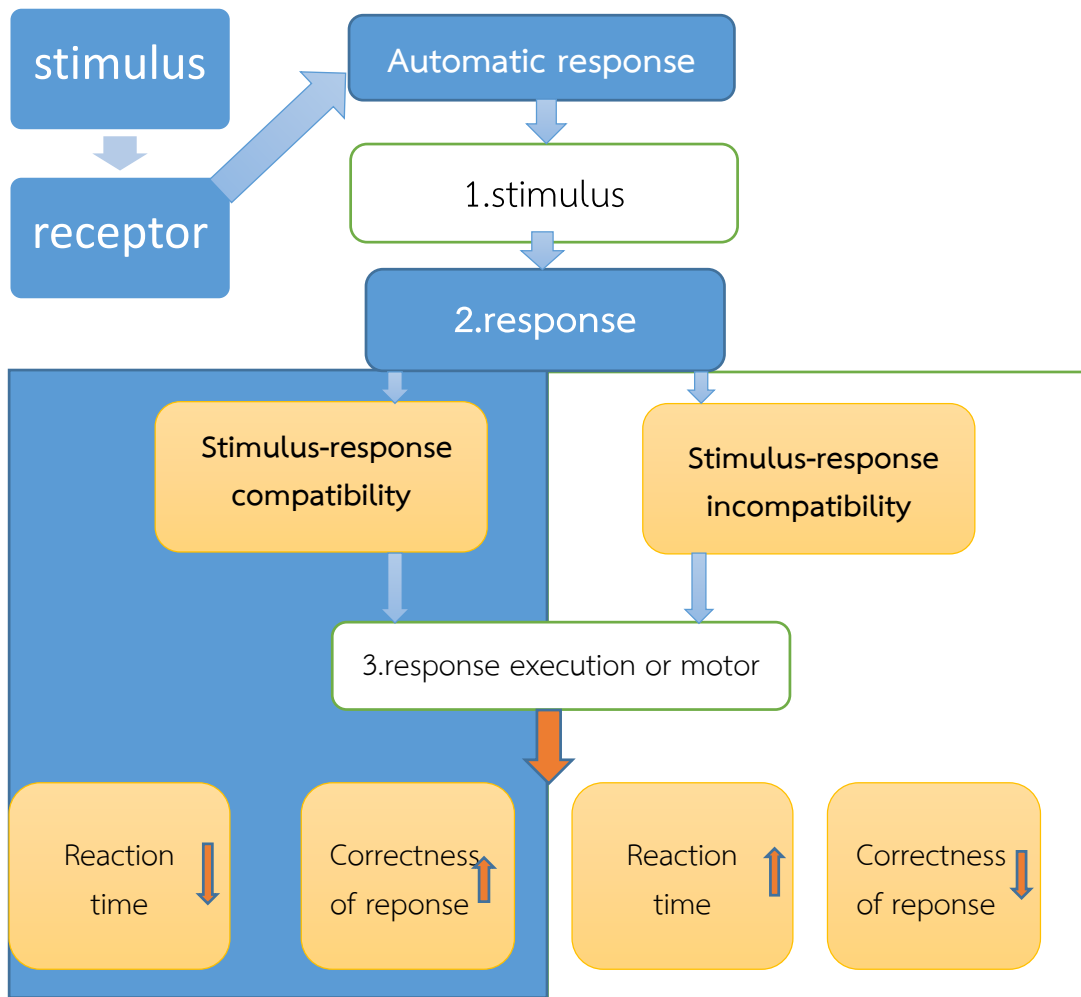 stimulus
receptor
Automatic response
1.stimulus
2.response
Stimulus-response
compatibility
Stimulus-response
incompatibility
3.response execution or motor
Reaction
time
Correctness
of reponse
Reaction
time
Correctness
of reponse